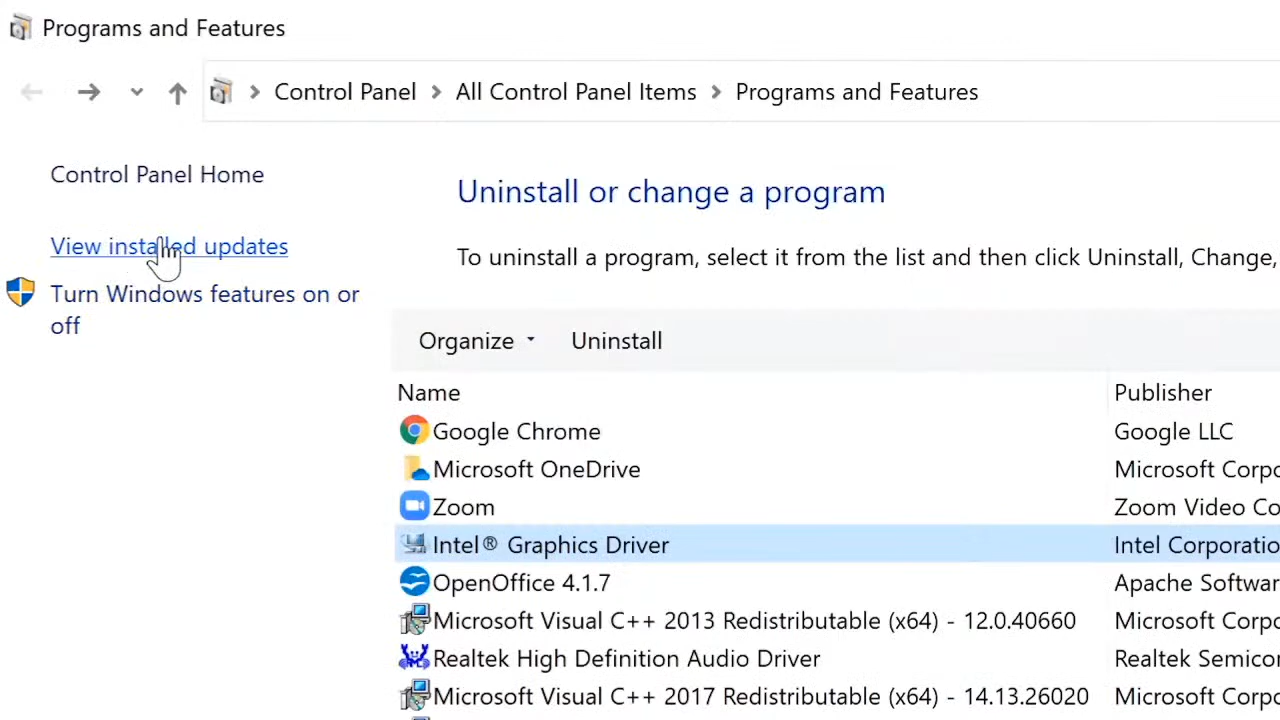 Programs and Features
Control Panel > All Control Panel Items > Programs and Features
Control Panel Home
View installed updates
Turn Windows features on or
off
Uninstall or change a program
To uninstall a program, select it from the list and then click Uninstall, Change,
Organize Uninstall
Name Publisher
Google Chrome Google LLC
Microsoft OneDrive Microsoft Corpo
Zoom Zoom Video Co
Intel® Graphics Driver Intel Corporatio
OpenOffice 4.1.7 Apache Softwar
Microsoft Visual C++ 2013 Redistributable (x64) - 12.0.40660 Microsoft Corpo
Realtek High Definition Audio Driver Realtek Semicon
Microsoft Visual C++ 2017 Redistributable (x64) - 14.13.26020 Microsoft Corpo